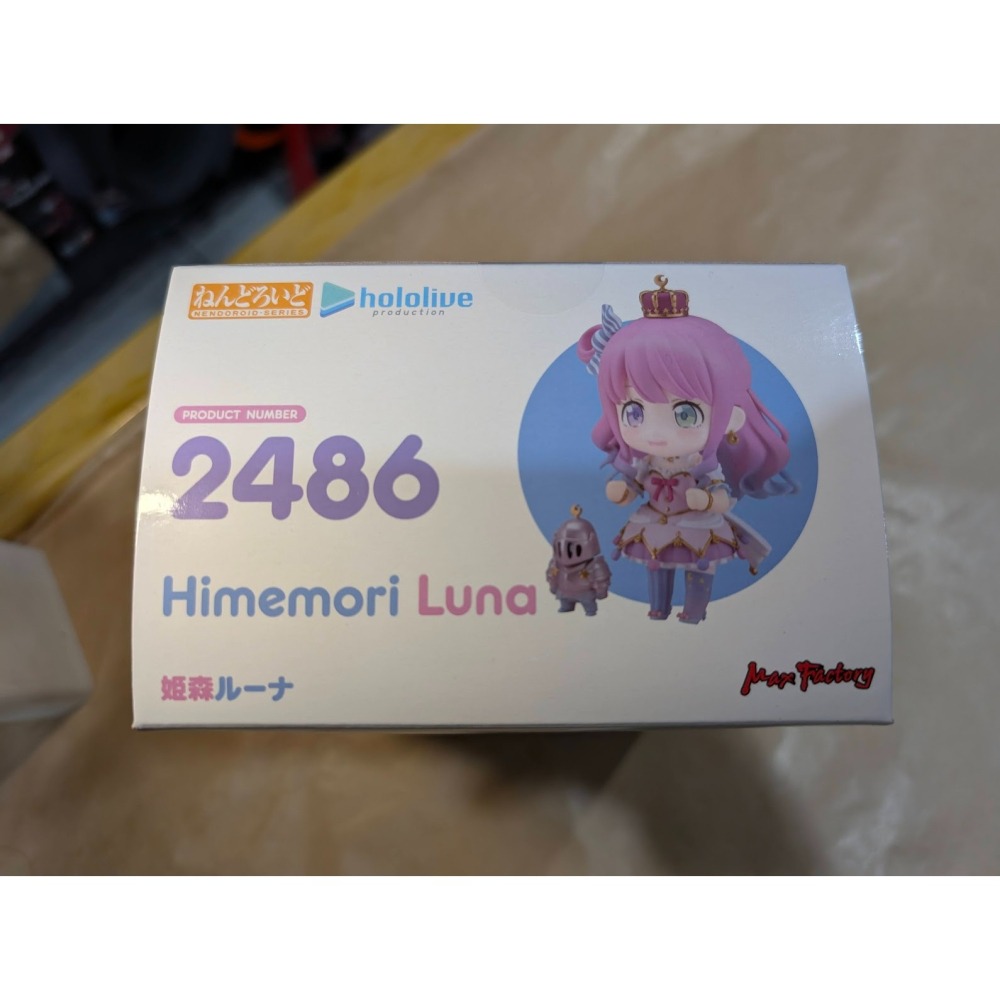 ねんどろいど
NENDOROID-SERIES
hololive
production
PRODUCT NUMBER
2486
Himemori Luna
姫森ルーナ
Max Factory